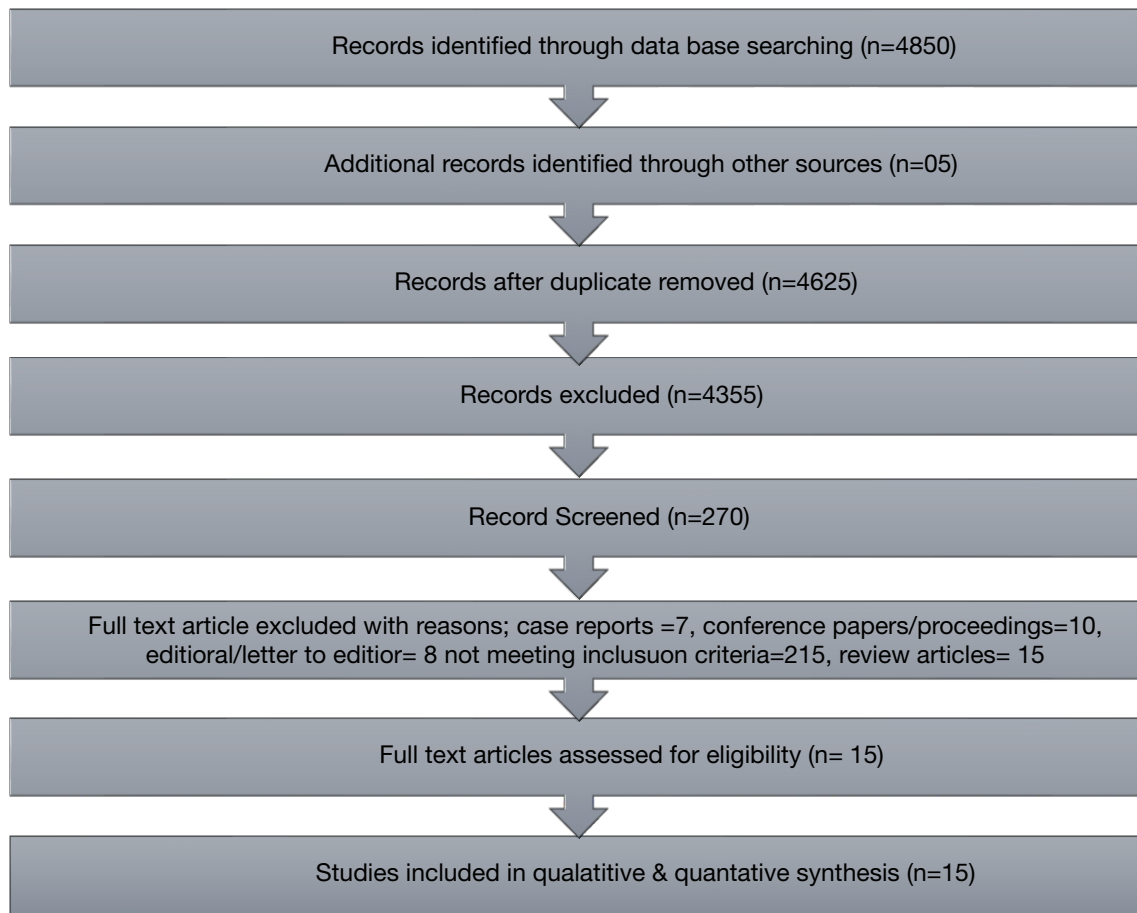 Records identified through data base searching (n=4850)
Additional records identified through other sources (n=05)
Records after duplicate removed (n=4625)
Records excluded (n=4355)
Record Screened (n=270)
Full text article excluded with reasons; case reports =7, conference papers/proceedings=10,
editioral/letter to editior= 8 not meeting inclusuon criteria=215, review articles= 15
Full text articles assessed for eligibility (n= 15)
Studies included in qualatitive & quantative synthesis (n=15)